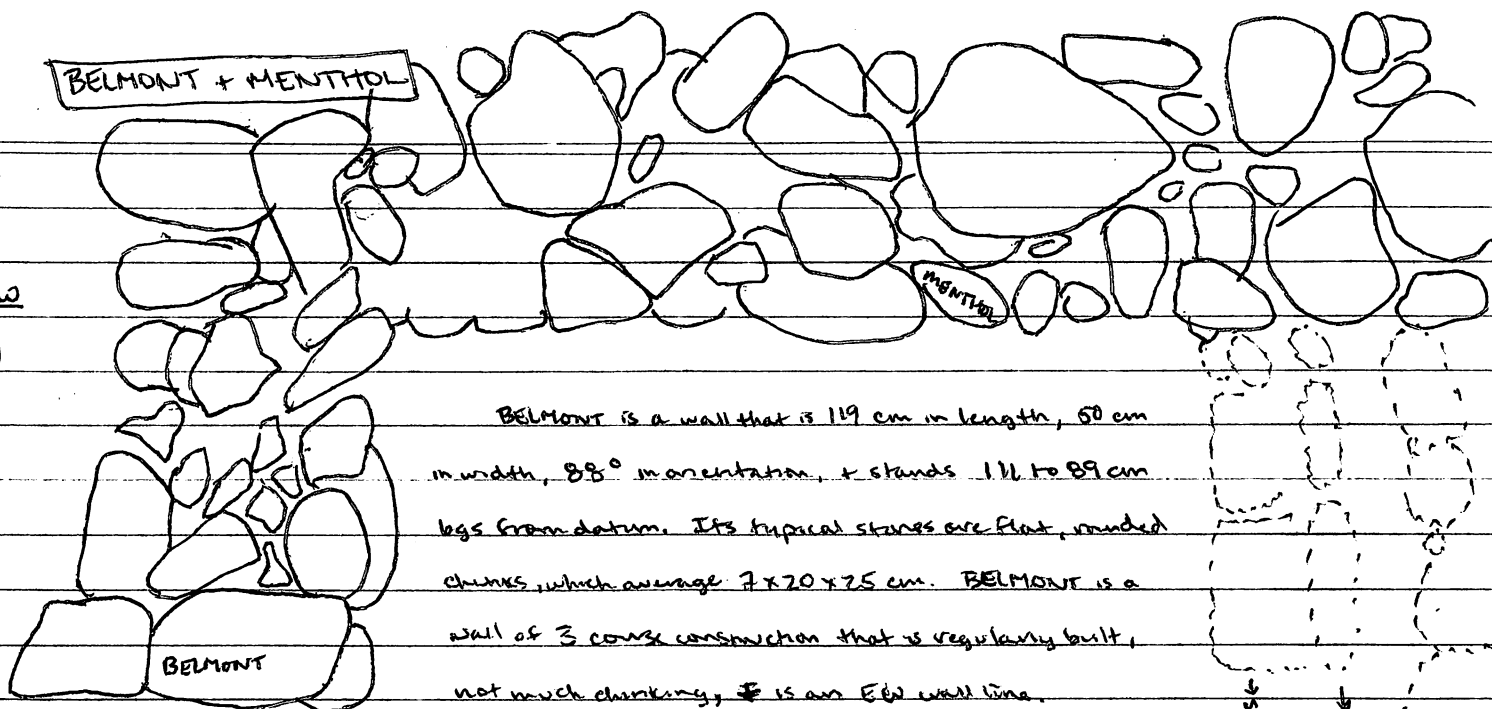 BELMONT + MENTHOL
MENTHOL
BELMONT is a wall that is 119 cm in length, 50 cm
in width, 88° in orientation, + stands 111 to 89 cm
bgs from datum. Its typical stones are flat, rounded
chunks, which average 7 x 20 x 25 cm. BELMONT is a
wall of 3 course construction that is regularly built,
not much chinking, is an EW wall line.
BELMONT